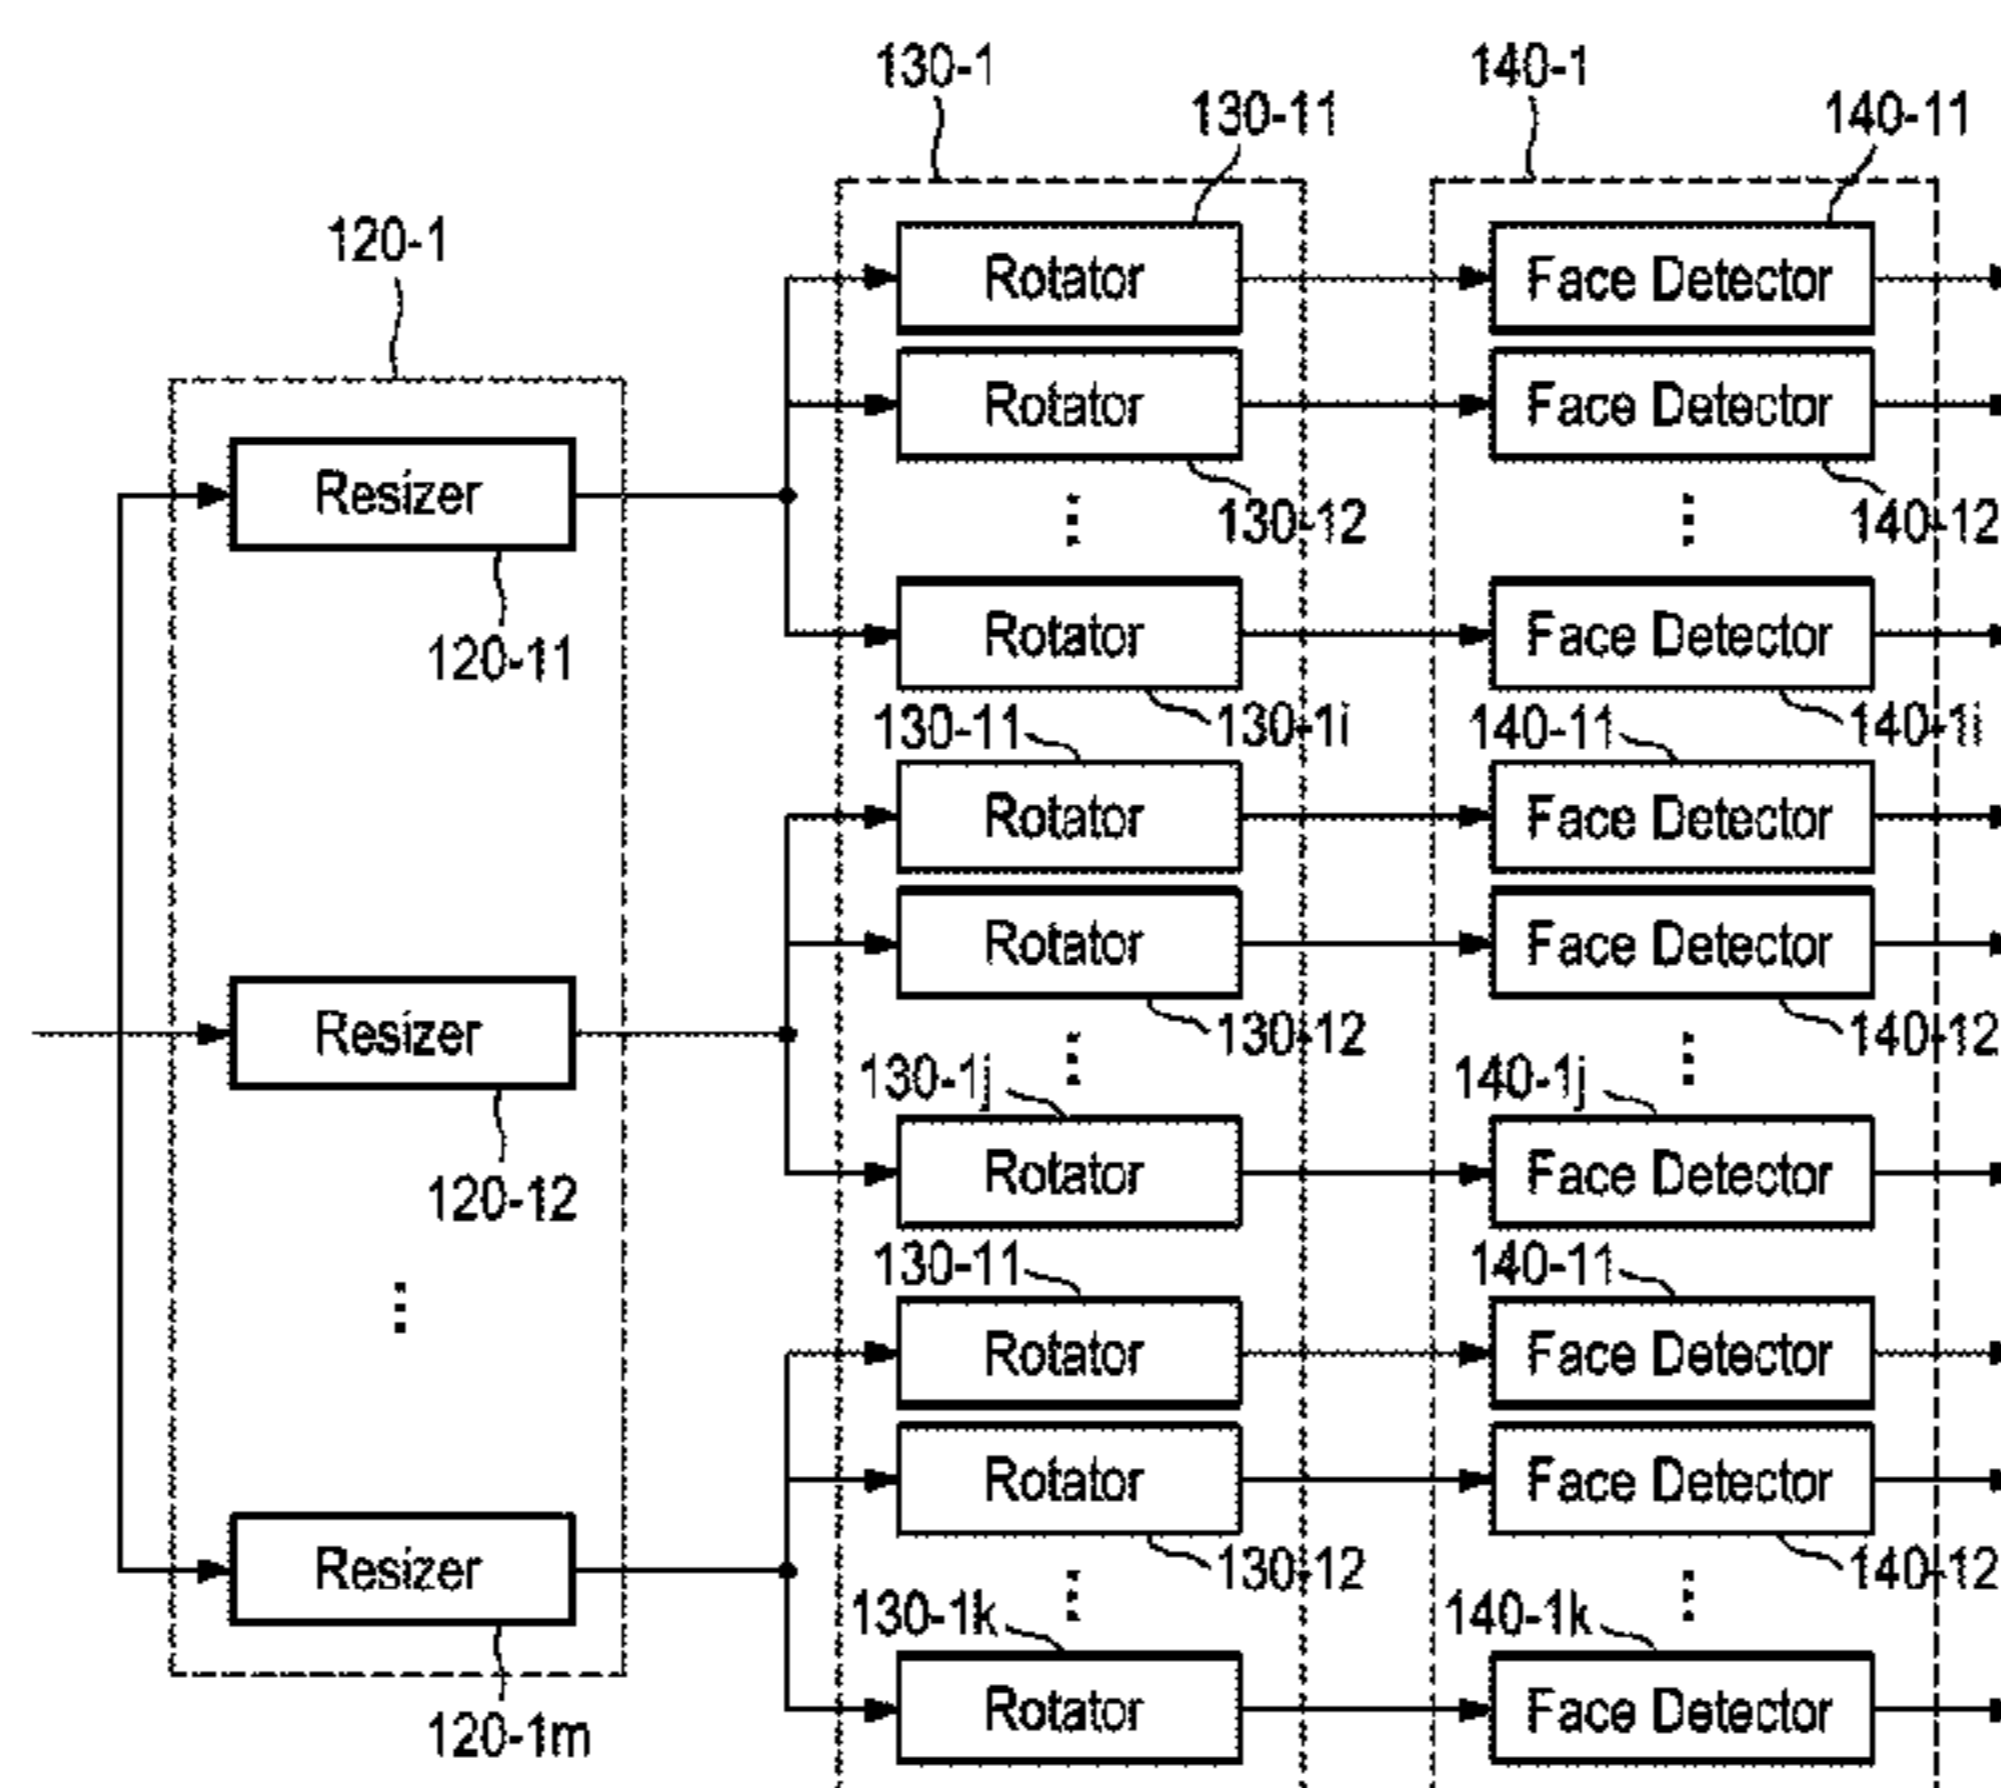 130-1
140-1
130-11
140-11
120-1
Rotator
Face Detector
Rotator
Face Detector
Resizer
130-12
140-12
120-11
Rotator
Face Detector
130-1i
140-1i
130-11
140-11
Rotator
Face Detector
Rotator
Face Detector
Resizer
130-12
140-12
130-1j
140-1j
120-12
Rotator
Face Detector
130-11
140-11
Rotator
Face Detector
Rotator
Face Detector
Resizer
130-12
140-12
130-1k
140-1k
120-1m
Rotator
Face Detector